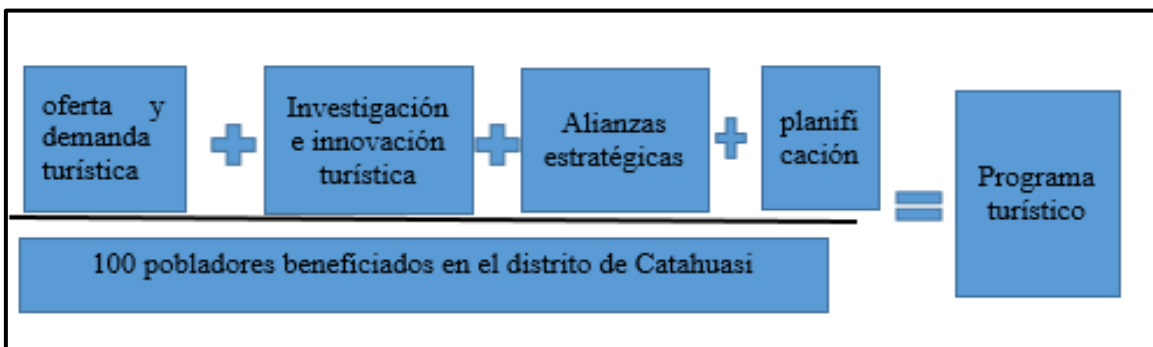 oferta y
demanda
turística
Investigación
e innovación
turística
Alianzas
estratégicas
planifi
cación
Programa
turístico
100 pobladores beneficiados en el distrito de Catahuasi